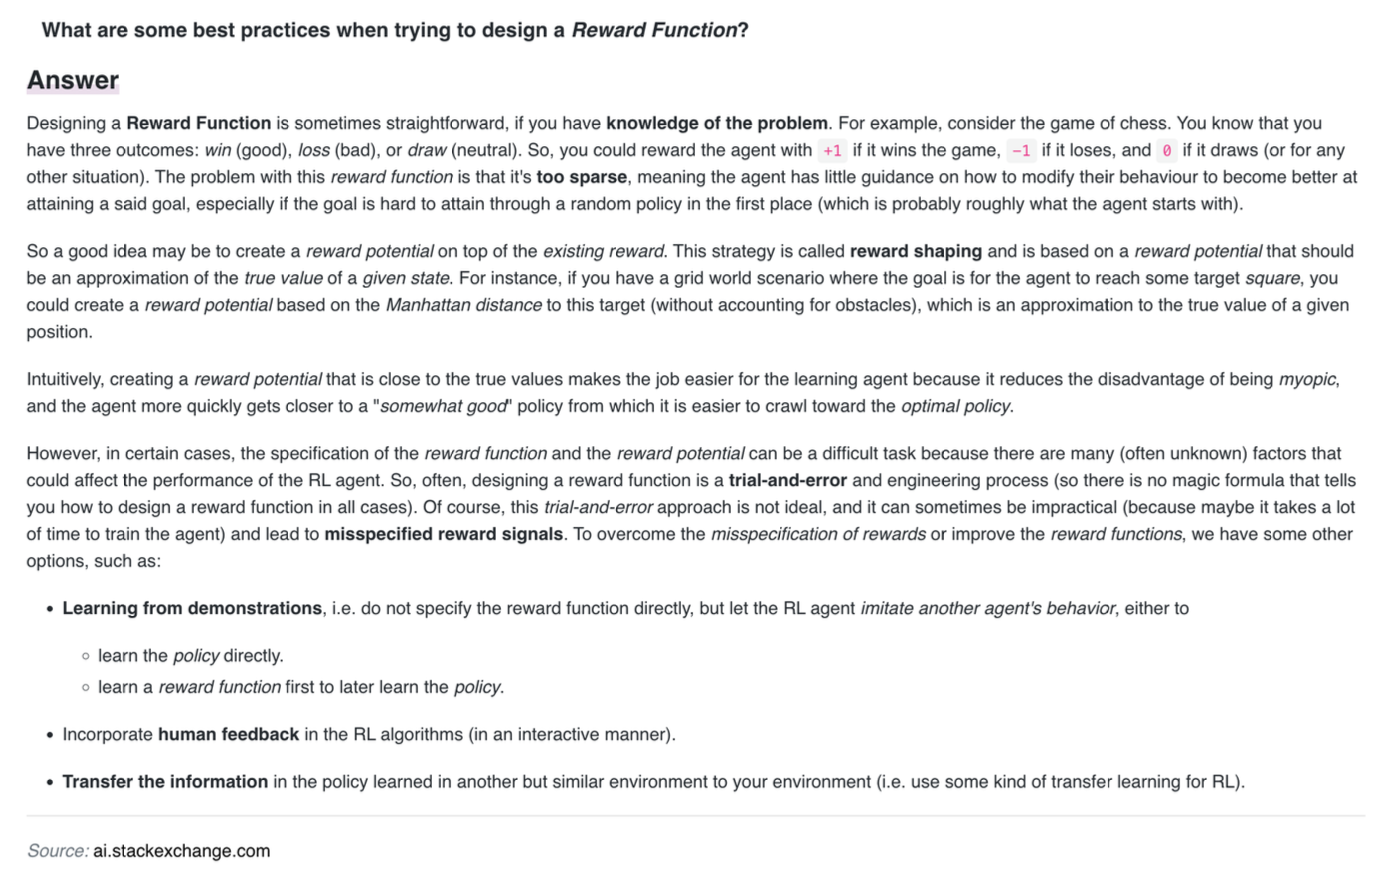 What are some best practices when trying to design a Reward Function?
Answer
Designing a Reward Function is sometimes straightforward, if you have knowledge of the problem. For example, consider the game of chess. You know that you
have three outcomes: win (good), loss (bad), or draw (neutral). So, you could reward the agent with +1 if it wins the game, −1 if it loses, and 0 if it draws (or for any
other situation). The problem with this reward function is that it's too sparse, meaning the agent has little guidance on how to modify their behaviour to become better at
attaining a said goal, especially if the goal is hard to attain through a random policy in the first place (which is probably roughly what the agent starts with).
So a good idea may be to create a reward potential on top of the existing reward. This strategy is called reward shaping and is based on a reward potential that should
be an approximation of the true value of a given state. For instance, if you have a grid world scenario where the goal is for the agent to reach some target square, you
could create a reward potential based on the Manhattan distance to this target (without accounting for obstacles), which is an approximation to the true value of a given
position.
Intuitively, creating a reward potential that is close to the true values makes the job easier for the learning agent because it reduces the disadvantage of being myopic,
and the agent more quickly gets closer to a "somewhat good" policy from which it is easier to crawl toward the optimal policy.
However, in certain cases, the specification of the reward function and the reward potential can be a difficult task because there are many (often unknown) factors that
could affect the performance of the RL agent. So, often, designing a reward function is a trial-and-error and engineering process (so there is no magic formula that tells
you how to design a reward function in all cases). Of course, this trial-and-error approach is not ideal, and it can sometimes be impractical (because maybe it takes a lot
of time to train the agent) and lead to misspecified reward signals. To overcome the misspecification of rewards or improve the reward functions, we have some other
options, such as:
• Learning from demonstrations, i.e. do not specify the reward function directly, but let the RL agent imitate another agent's behavior, either to
◦ learn the policy directly.
◦ learn a reward function first to later learn the policy.
• Incorporate human feedback in the RL algorithms (in an interactive manner).
• Transfer the information in the policy learned in another but similar environment to your environment (i.e. use some kind of transfer learning for RL).
Source: ai.stackexchange.com